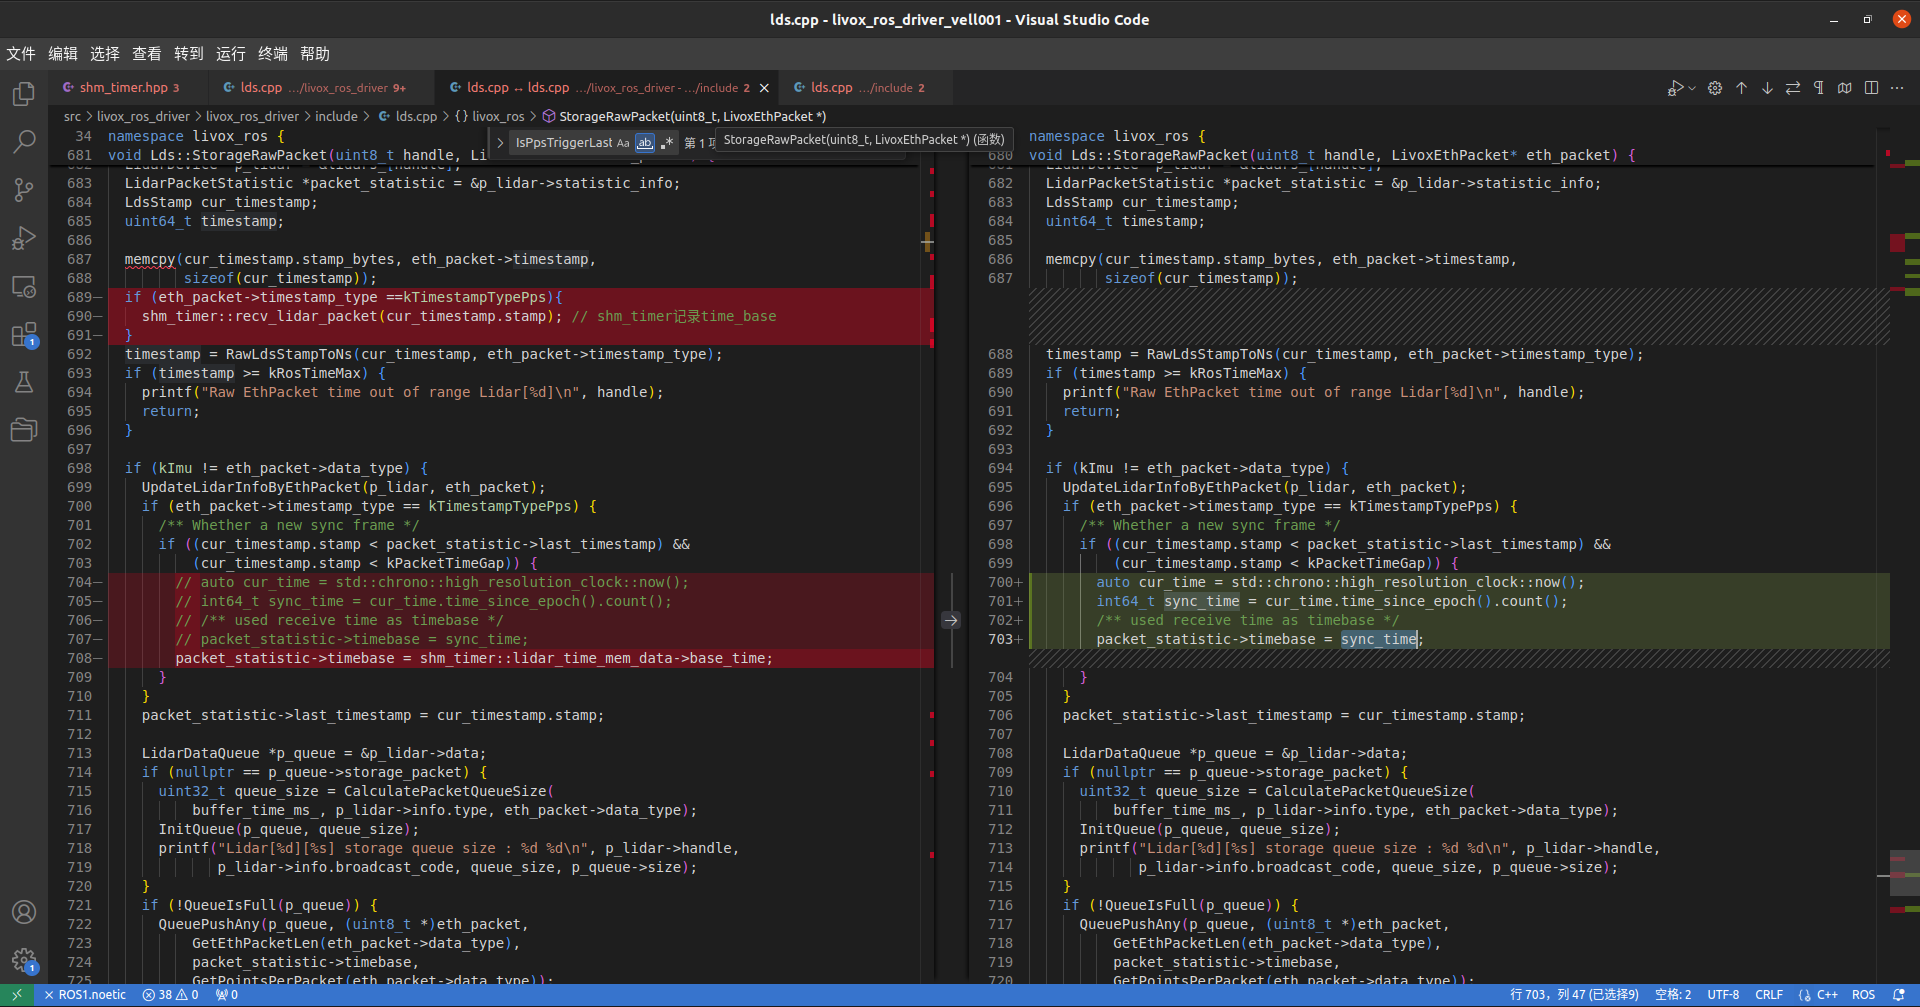 lds.cpp - livox_ros_driver_vell001 - Visual Studio Code
文件 编辑 选择 查看 转到 运行 终端 帮助
shm_timer.hpp 3 lds.cpp .../livox_ros_driver 9+ lds.cpp ↔ lds.cpp .../livox_ros_driver - .../include 2 lds.cpp .../include 2
src > livox_ros_driver > livox_ros_driver > include > lds.cpp > {} livox_ros > StorageRawPacket(uint8_t, LivoxEthPacket *)
IsPpsTriggerLast Aa ab 第 1
StorageRawPacket(uint8_t, LivoxEthPacket *) (函数)
34 namespace livox_ros {
681 void Lds::StorageRawPacket(uint8_t handle, Li
683 LidarPacketStatistic *packet_statistic = &p_lidar->statistic_info;
684 LdsStamp cur_timestamp;
685 uint64_t timestamp;
686
687 memcpy(cur_timestamp.stamp_bytes, eth_packet->timestamp,
688 sizeof(cur_timestamp));
689— if (eth_packet->timestamp_type ==kTimestampTypePps){
690— shm_timer::recv_lidar_packet(cur_timestamp.stamp); // shm_timer记录time_base
691— }
692 timestamp = RawLdsStampToNs(cur_timestamp, eth_packet->timestamp_type);
693 if (timestamp >= kRosTimeMax) {
694 printf("Raw EthPacket time out of range Lidar[%d]\n", handle);
695 return;
696 }
697
698 if (kImu != eth_packet->data_type) {
699 UpdateLidarInfoByEthPacket(p_lidar, eth_packet);
700 if (eth_packet->timestamp_type == kTimestampTypePps) {
701 /** Whether a new sync frame */
702 if ((cur_timestamp.stamp < packet_statistic->last_timestamp) &&
703 (cur_timestamp.stamp < kPacketTimeGap)) {
704— // auto cur_time = std::chrono::high_resolution_clock::now();
705— // int64_t sync_time = cur_time.time_since_epoch().count();
706— // /** used receive time as timebase */
707— // packet_statistic->timebase = sync_time;
708— packet_statistic->timebase = shm_timer::lidar_time_mem_data->base_time;
709 }
710 }
711 packet_statistic->last_timestamp = cur_timestamp.stamp;
712
713 LidarDataQueue *p_queue = &p_lidar->data;
714 if (nullptr == p_queue->storage_packet) {
715 uint32_t queue_size = CalculatePacketQueueSize(
716 buffer_time_ms_, p_lidar->info.type, eth_packet->data_type);
717 InitQueue(p_queue, queue_size);
718 printf("Lidar[%d][%s] storage queue size : %d %d\n", p_lidar->handle,
719 p_lidar->info.broadcast_code, queue_size, p_queue->size);
720 }
721 if (!QueueIsFull(p_queue)) {
722 QueuePushAny(p_queue, (uint8_t *)eth_packet,
723 GetEthPacketLen(eth_packet->data_type),
724 packet_statistic->timebase,
725 GetPointsPerPacket(eth_packet->data_type));
namespace livox_ros {
680 void Lds::StorageRawPacket(uint8_t handle, LivoxEthPacket* eth_packet) {
682 LidarPacketStatistic *packet_statistic = &p_lidar->statistic_info;
683 LdsStamp cur_timestamp;
684 uint64_t timestamp;
685
686 memcpy(cur_timestamp.stamp_bytes, eth_packet->timestamp,
687 sizeof(cur_timestamp));
688 timestamp = RawLdsStampToNs(cur_timestamp, eth_packet->timestamp_type);
689 if (timestamp >= kRosTimeMax) {
690 printf("Raw EthPacket time out of range Lidar[%d]\n", handle);
691 return;
692 }
693
694 if (kImu != eth_packet->data_type) {
695 UpdateLidarInfoByEthPacket(p_lidar, eth_packet);
696 if (eth_packet->timestamp_type == kTimestampTypePps) {
697 /** Whether a new sync frame */
698 if ((cur_timestamp.stamp < packet_statistic->last_timestamp) &&
699 (cur_timestamp.stamp < kPacketTimeGap)) {
700+ auto cur_time = std::chrono::high_resolution_clock::now();
701+ int64_t sync_time = cur_time.time_since_epoch().count();
702+ /** used receive time as timebase */
703+ packet_statistic->timebase = sync_time;
704 }
705 }
706 packet_statistic->last_timestamp = cur_timestamp.stamp;
707
708 LidarDataQueue *p_queue = &p_lidar->data;
709 if (nullptr == p_queue->storage_packet) {
710 uint32_t queue_size = CalculatePacketQueueSize(
711 buffer_time_ms_, p_lidar->info.type, eth_packet->data_type);
712 InitQueue(p_queue, queue_size);
713 printf("Lidar[%d][%s] storage queue size : %d %d\n", p_lidar->handle,
714 p_lidar->info.broadcast_code, queue_size, p_queue->size);
715 }
716 if (!QueueIsFull(p_queue)) {
717 QueuePushAny(p_queue, (uint8_t *)eth_packet,
718 GetEthPacketLen(eth_packet->data_type),
719 packet_statistic->timebase,
720 GetPointsPerPacket(eth_packet->data_type));
1
1
ROS1.noetic 38 0 0 行 703，列 47 (已选择9) 空格: 2 UTF-8 CRLF {} C++ ROS